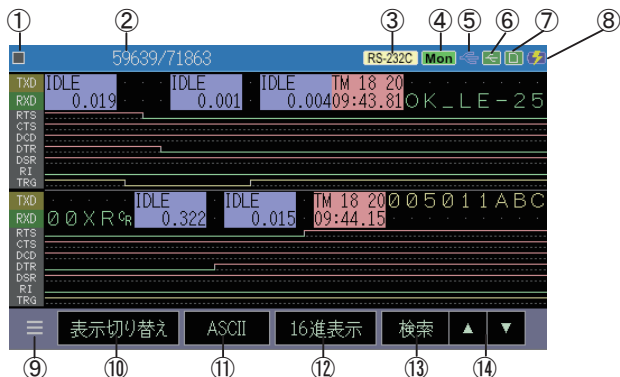 ① ② ③ ④ ⑤ ⑥ ⑦ ⑧
59639/71863 RS-232C Mon
TXD IDLE IDLE IDLE TM 18 20
RXD 0.019 0.001 0.004 09:43.81 OK_LE-25
RTS
CTS
DCD
DTR
DSR
RI
TRG
TXD IDLE IDLE TM 18 20 005011ABC
RXD 00XR CR 0.322 0.015 09:44.15
RTS
CTS
DCD
DTR
DSR
RI
TRG
☰ 表示切り替え ASCII 16進表示 検索 ▲ ▼
⑨ ⑩ ⑪ ⑫ ⑬ ⑭